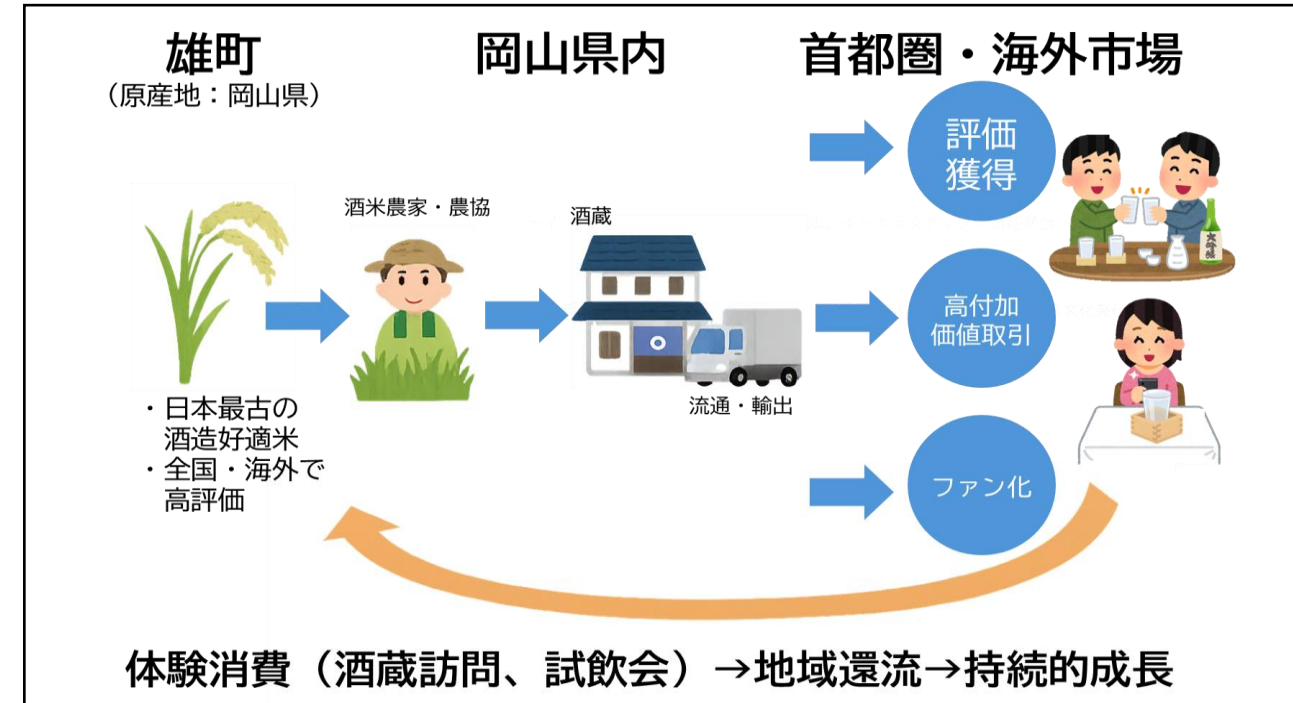 雄町
(原産地：岡山県)
岡山県内
首都圏・海外市場
酒米農家・農協
酒蔵
流通・輸出
・日本最古の
酒造好適米
・全国・海外で
高評価
評価
獲得
高付加
価値取引
ファン化
大吟醸
体験消費（酒蔵訪問、試飲会）→地域還流→持続的成長